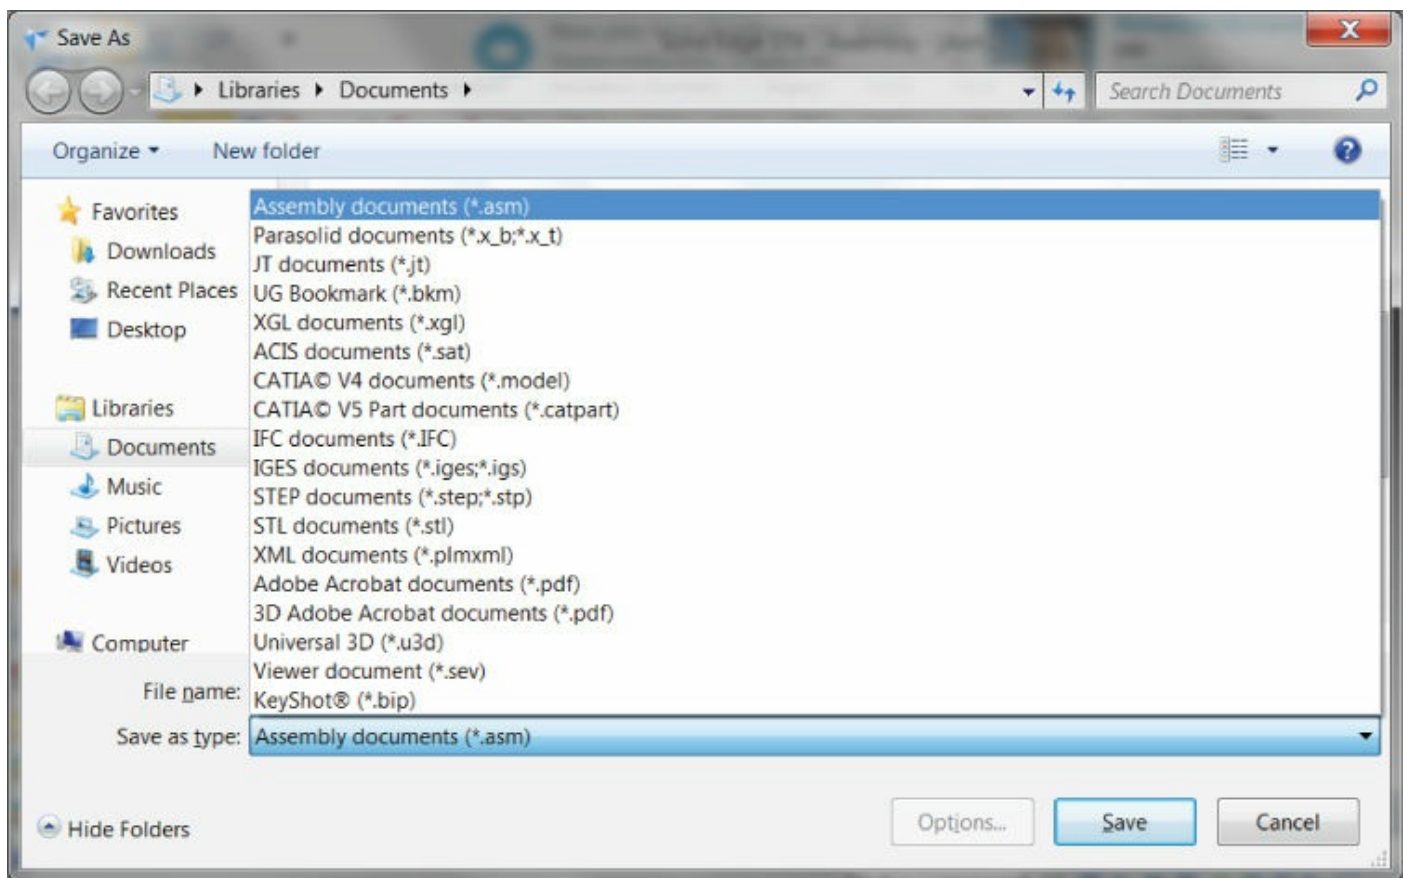 Save As
Libraries Documents
Search Documents
Organize
New folder
Favorites
Downloads
Recent Places
Desktop
Libraries
Documents
Music
Pictures
Videos
Computer
Assembly documents (*.asm)
Parasolid documents (*.x_b;*.x_t)
JT documents (*.jt)
UG Bookmark (*.bkm)
XGL documents (*.xgl)
ACIS documents (*.sat)
CATIA© V4 documents (*.model)
CATIA© V5 Part documents (*.catpart)
IFC documents (*.IFC)
IGES documents (*.iges;*.igs)
STEP documents (*.step;*.stp)
STL documents (*.stl)
XML documents (*.plmxml)
Adobe Acrobat documents (*.pdf)
3D Adobe Acrobat documents (*.pdf)
Universal 3D (*.u3d)
Viewer document (*.sev)
KeyShot® (*.bip)
File name:
Save as type: Assembly documents (*.asm)
Hide Folders
Options...
Save
Cancel